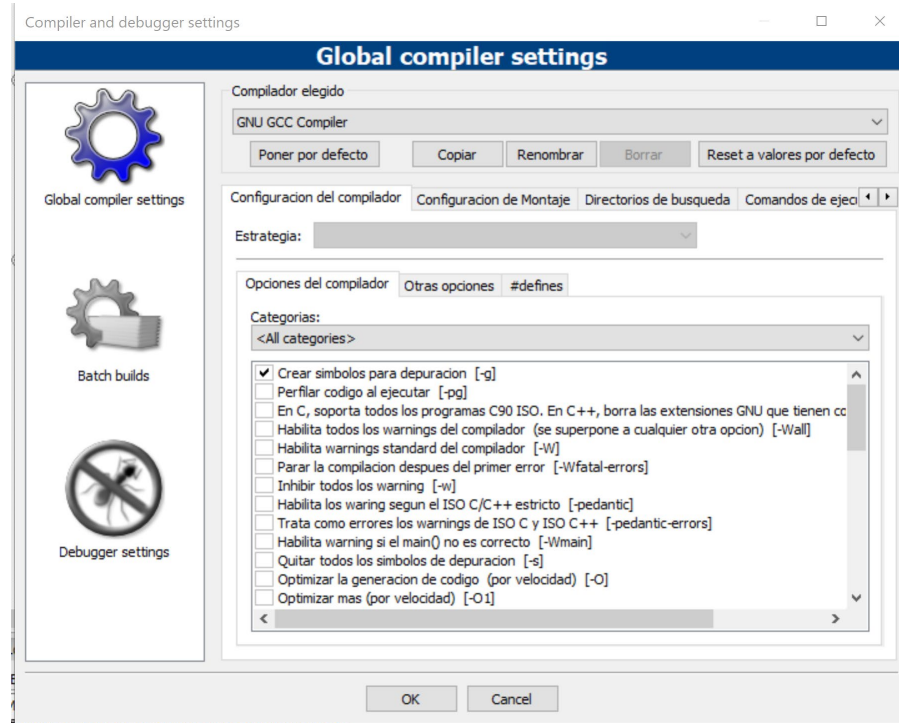 Compiler and debugger settings
Global compiler settings
Global compiler settings
Batch builds
Debugger settings
Compilador elegido
GNU GCC Compiler
Poner por defecto Copiar Renombrar Borrar Reset a valores por defecto
Configuracion del compilador Configuracion de Montaje Directorios de busqueda Comandos de ejec
Estrategia:
Opciones del compilador Otras opciones #defines
Categorias:
<All categories>
Crear simbolos para depuracion [-g]
Perfilar codigo al ejecutar [-pg]
En C, soporta todos los programas C90 ISO. En C++, borra las extensiones GNU que tienen co
Habilita todos los warnings del compilador (se superpone a cualquier otra opcion) [-Wall]
Habilita warnings standard del compilador [-W]
Parar la compilacion despues del primer error [-Wfatal-errors]
Inhibir todos los warning [-w]
Habilita los waring segun el ISO C/C++ estricto [-pedantic]
Trata como errores los warnings de ISO C y ISO C++ [-pedantic-errors]
Habilita warning si el main() no es correcto [-Wmain]
Quitar todos los simbolos de depuracion [-s]
Optimizar la generacion de codigo (por velocidad) [-O]
Optimizar mas (por velocidad) [-O1]
OK Cancel